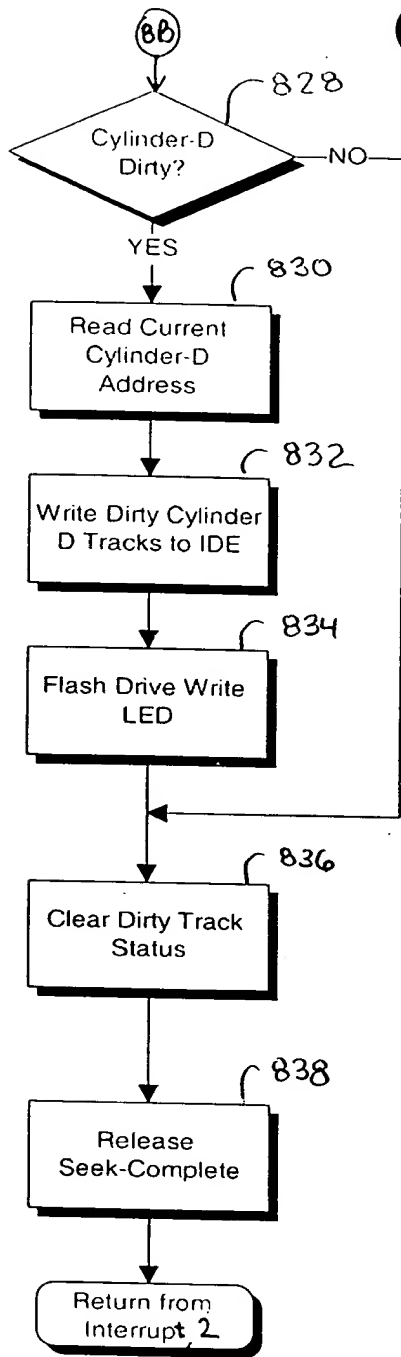 8B
828
Cylinder-D
Dirty?
NO
YES
830
Read Current
Cylinder-D
Address
832
Write Dirty Cylinder
D Tracks to IDE
834
Flash Drive Write
LED
836
Clear Dirty Track
Status
838
Release
Seek-Complete
Return from
Interrupt 2